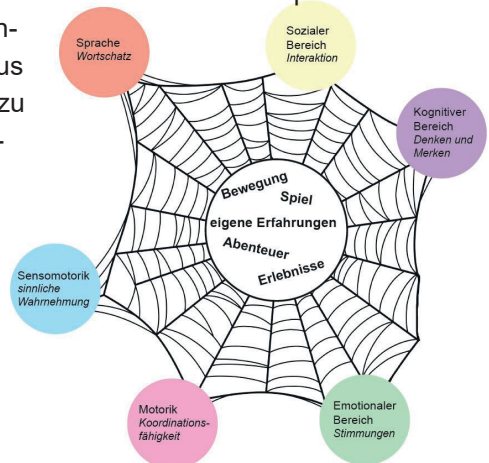 n-
us
zu
-
Sprache
Wortschatz
Sozialer
Bereich
Interaktion
Kognitiver
Bereich
Denken und
Merken
Bewegung
Spiel
eigene Erfahrungen
Abenteuer
Erlebnisse
Sensomotorik
sinnliche
Wahrnehmung
Motorik
Koordinations-
fähigkeit
Emotionaler
Bereich
Stimmungen